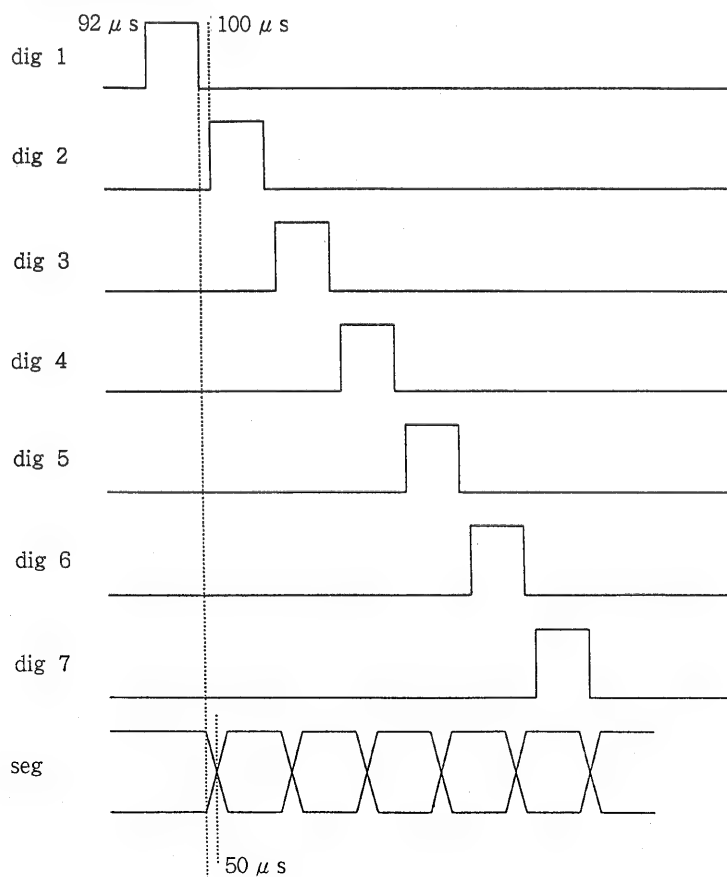 92 μ s
100 μ s
dig 1
dig 2
dig 3
dig 4
dig 5
dig 6
dig 7
seg
50 μ s